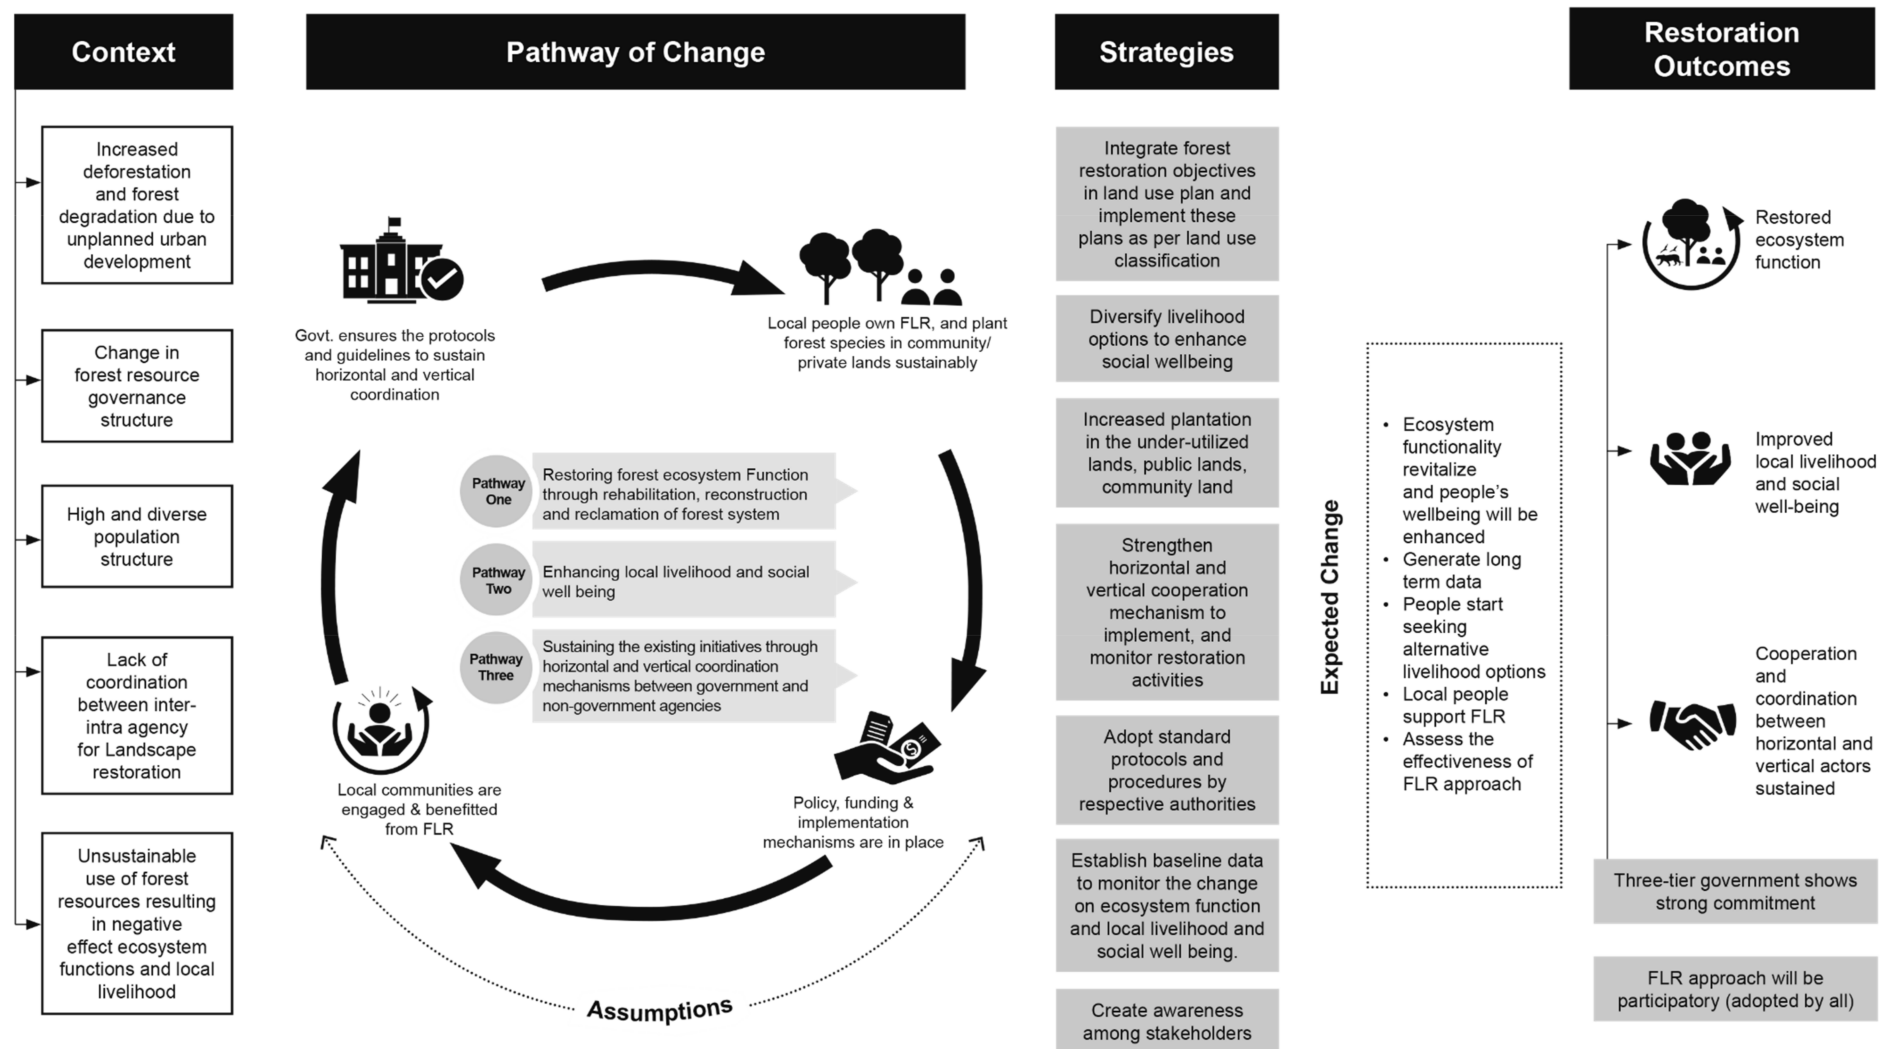 Context
Increased
deforestation
and forest
degradation due to
unplanned urban
development
Change in
forest resource
governance
structure
High and diverse
population
structure
Lack of
coordination
between inter-
intra agency
for Landscape
restoration
Unsustainable
use of forest
resources resulting
in negative
effect ecosystem
functions and local
livelihood
Pathway of Change
Govt. ensures the protocols
and guidelines to sustain
horizontal and vertical
coordination
Local people own FLR, and plant
forest species in community/
private lands sustainably
Pathway
One
Restoring forest ecosystem Function
through rehabilitation, reconstruction
and reclamation of forest system
Pathway
Two
Enhancing local livelihood and social
well being
Pathway
Three
Sustaining the existing initiatives through
horizontal and vertical coordination
mechanisms between government and
non-government agencies
Local communities are
engaged & benefitted
from FLR
Policy, funding &
implementation
mechanisms are in place
Assumptions
Strategies
Integrate forest
restoration objectives
in land use plan and
implement these
plans as per land use
classification
Diversify livelihood
options to enhance
social wellbeing
Increased plantation
in the under-utilized
lands, public lands,
community land
Strengthen
horizontal and
vertical cooperation
mechanism to
implement, and
monitor restoration
activities
Adopt standard
protocols and
procedures by
respective authorities
Establish baseline data
to monitor the change
on ecosystem function
and local livelihood and
social well being.
Create awareness
among stakeholders
Expected Change
• Ecosystem
functionality
revitalize
and people's
wellbeing will be
enhanced
• Generate long
term data
• People start
seeking
alternative
livelihood options
• Local people
support FLR
• Assess the
effectiveness of
FLR approach
Restoration
Outcomes
Restored
ecosystem
function
Improved
local livelihood
and social
well-being
Cooperation
and
coordination
between
horizontal and
vertical actors
sustained
Three-tier government shows
strong commitment
FLR approach will be
participatory (adopted by all)